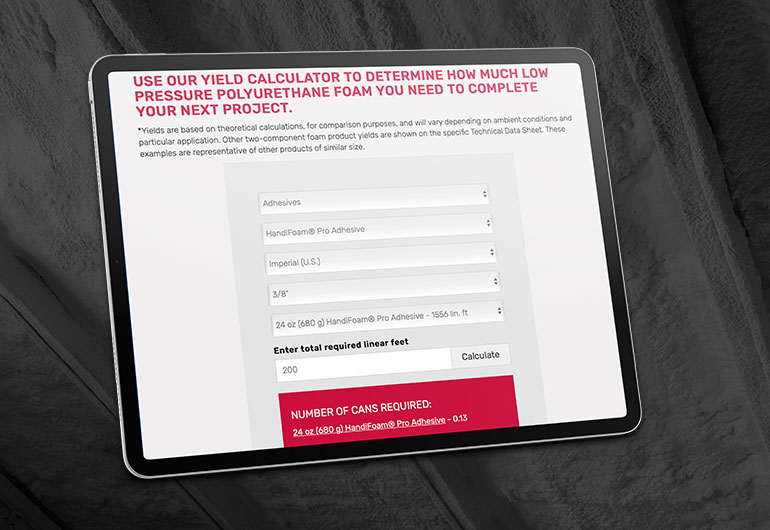 USE OUR YIELD CALCULATOR TO DETERMINE HOW MUCH LOW
PRESSURE POLYURETHANE FOAM YOU NEED TO COMPLETE
YOUR NEXT PROJECT.
*Yields are based on theoretical calculations, for comparison purposes, and will vary depending on ambient conditions and
particular application. Other two-component foam product yields are shown on the specific Technical Data Sheet. These
examples are representative of other products of similar size.
Adhesives
HandiFoam® Pro Adhesive
Imperial (U.S.)
3/8"
24 oz (680 g) HandiFoam® Pro Adhesive - 1556 lin. ft
Enter total required linear feet
200 Calculate
NUMBER OF CANS REQUIRED:
24 oz (680 g) HandiFoam® Pro Adhesive - 0.13